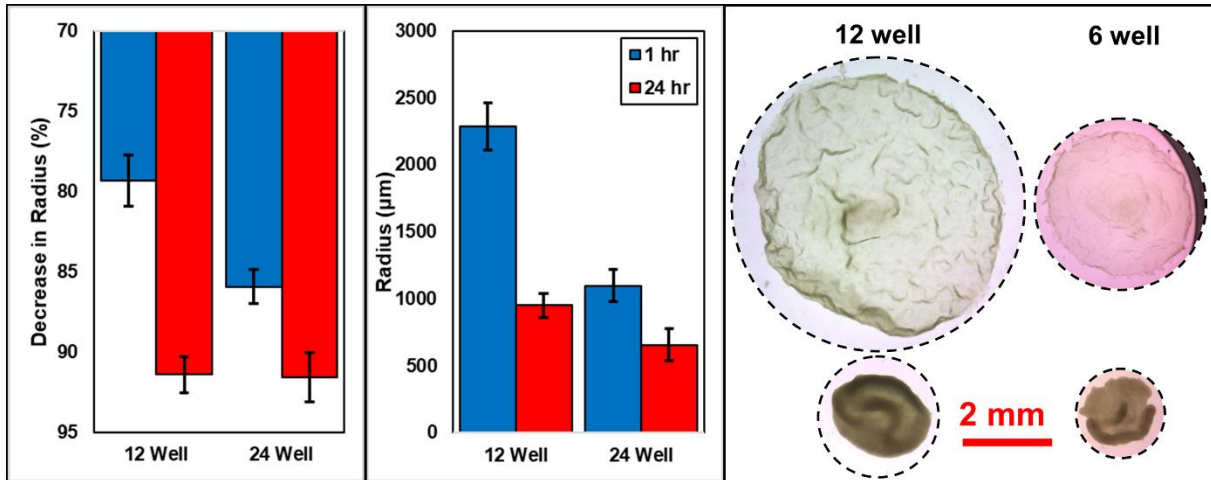 70
75
80
85
90
95
Decrease in Radius (%)
12 Well
24 Well
3000
2500
2000
1500
1000
500
0
Radius (µm)
1 hr
24 hr
12 Well
24 Well
12 well
6 well
2 mm